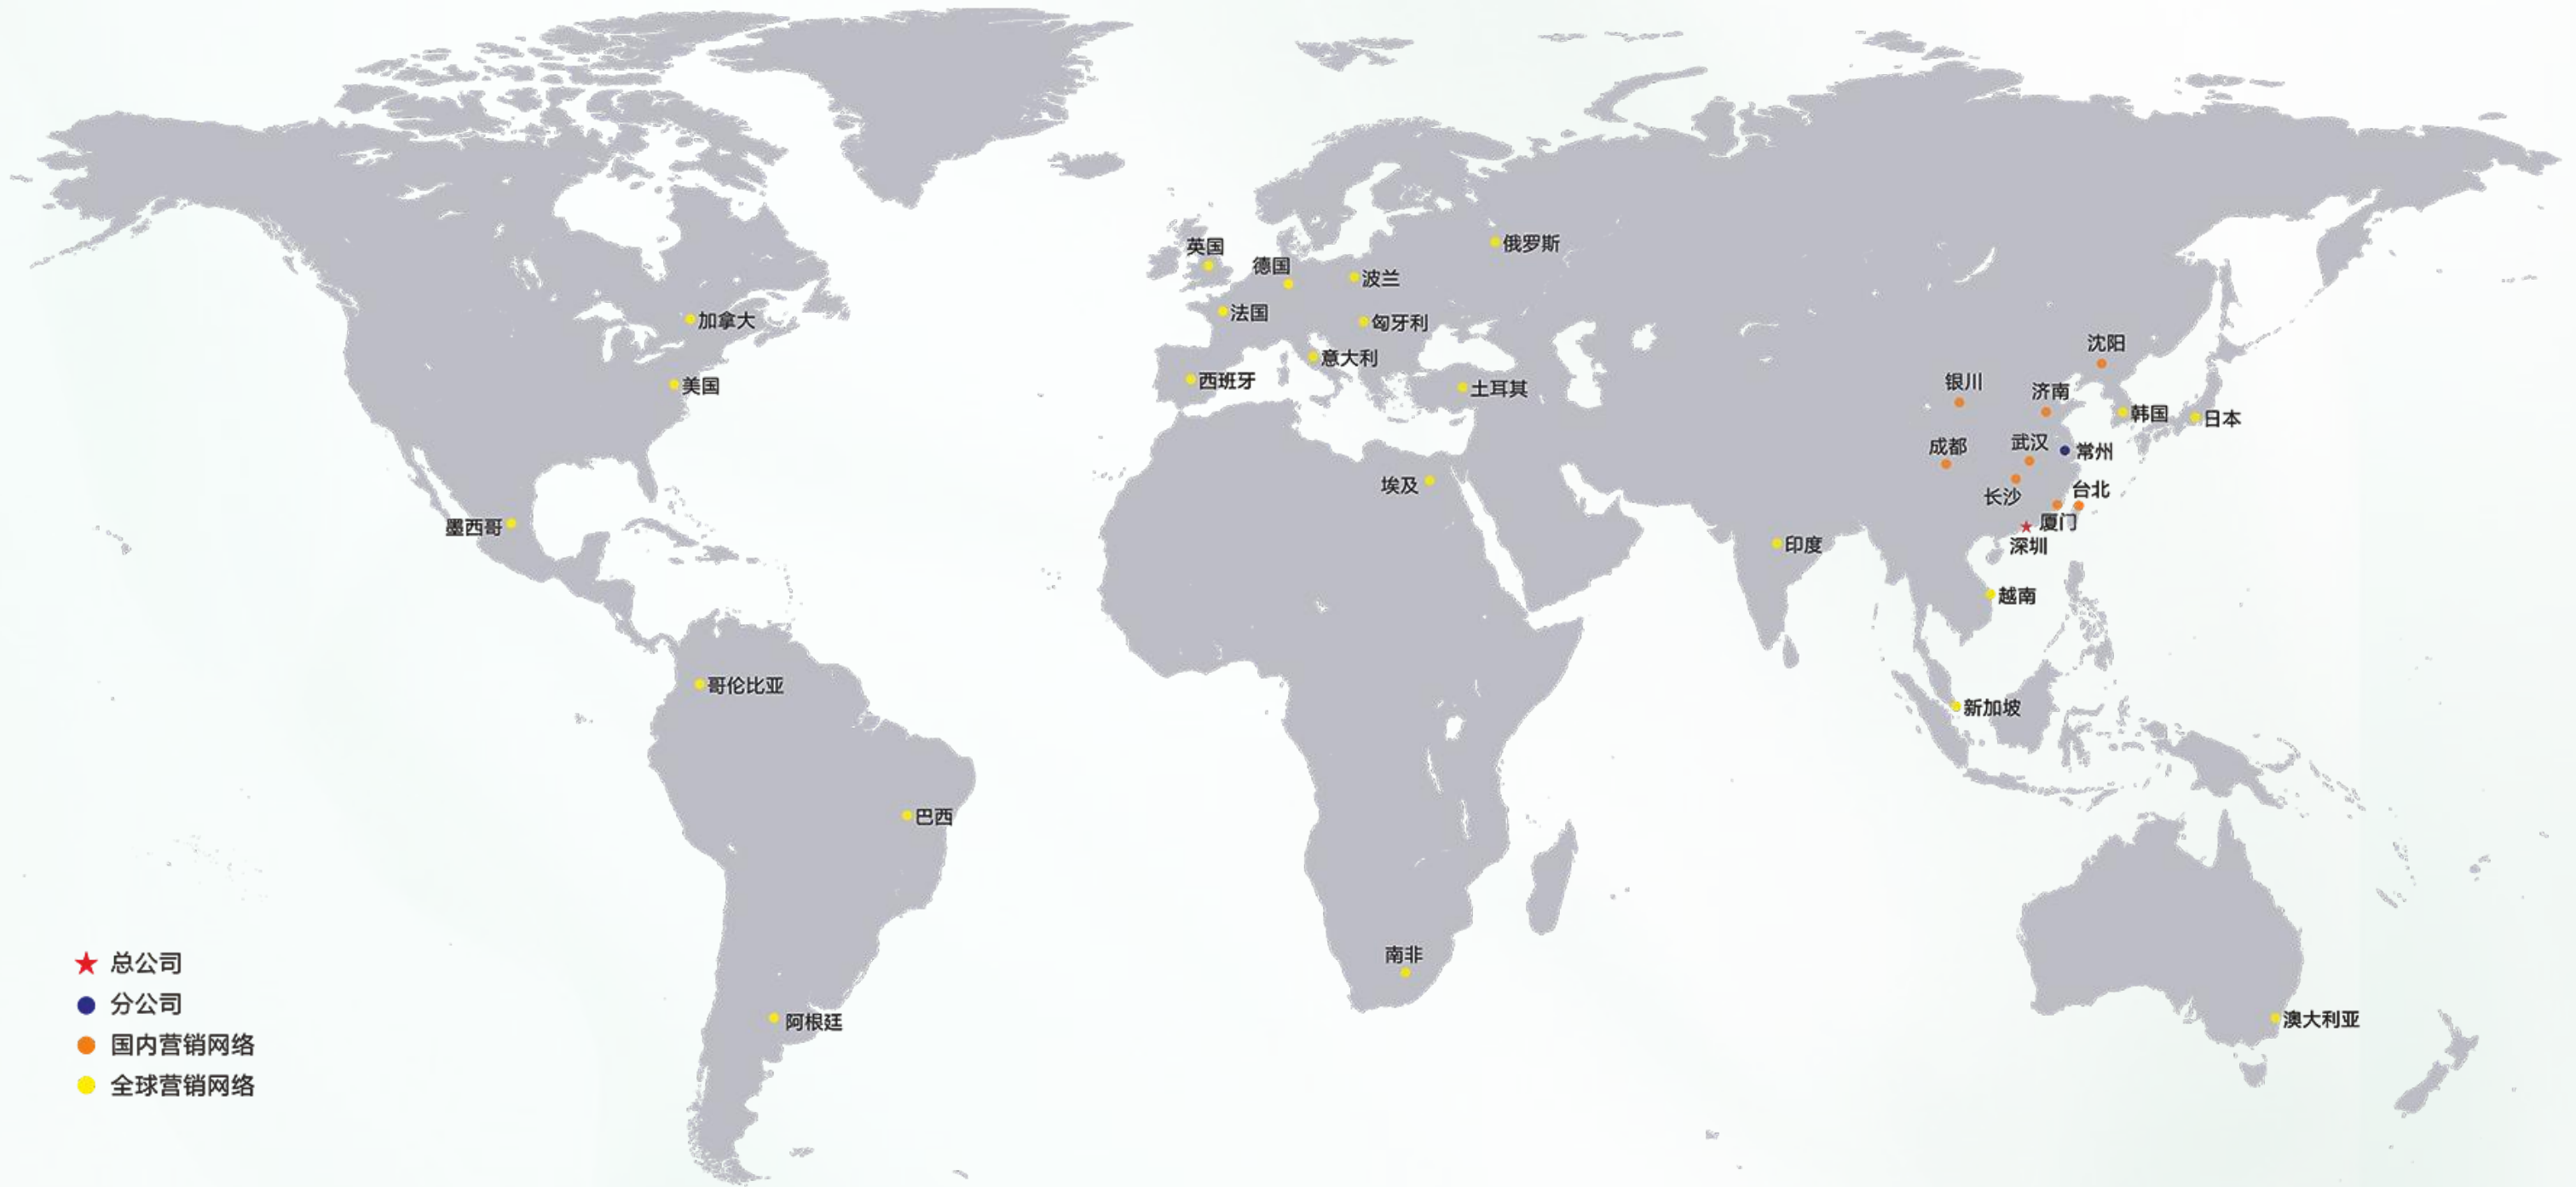 英国
俄罗斯
德国
波兰
法国
加拿大
匈牙利
沈阳
意大利
西班牙
美国
土耳其
银川
济南
韩国
日本
成都
武汉
常州
埃及
长沙
台北
墨西哥
厦门
印度
深圳
越南
哥伦比亚
新加坡
巴西
南非
阿根廷
澳大利亚
总公司
分公司
国内营销网络
全球营销网络